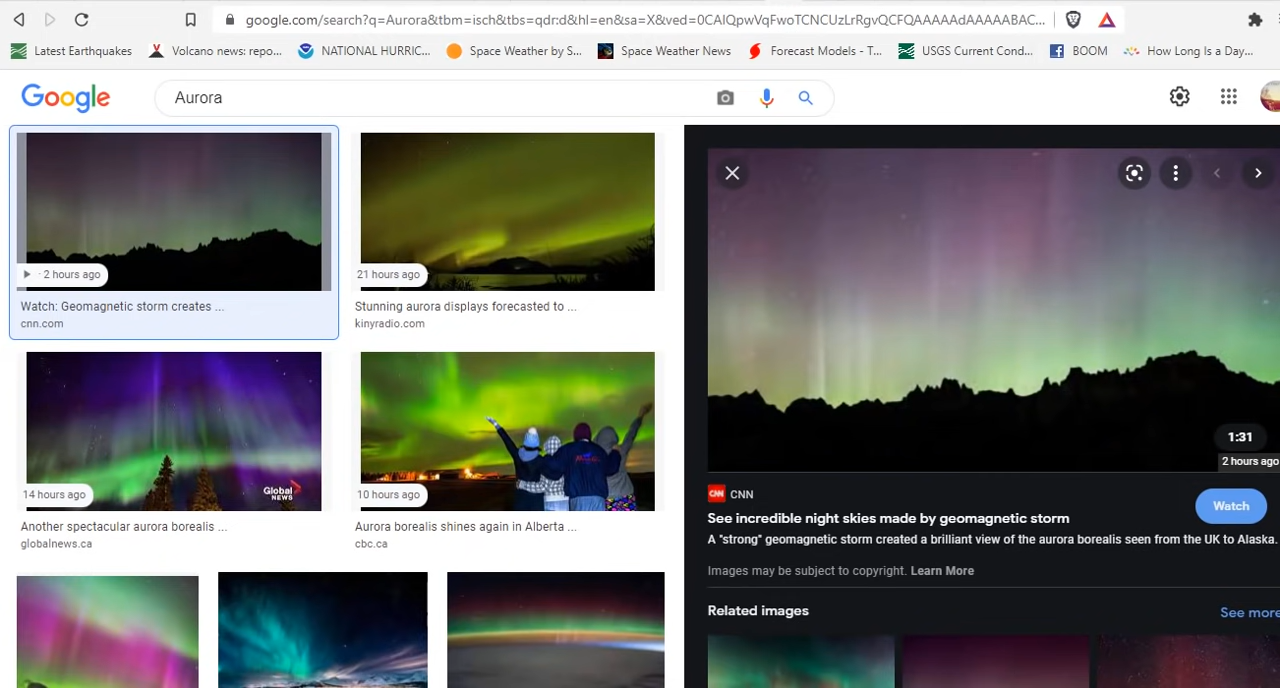 google.com/search?q=Aurora&tbm=isch&tbs=qdr:d&hl=en&sa=X&ved=0CAIQpwVqFwoTCNCUzLrRgvQCFQAAAAAdAAAAABAC...
Latest Earthquakes
Volcano news: repo...
NATIONAL HURRIC...
Space Weather by S...
Space Weather News
Forecast Models - T...
USGS Current Cond...
BOOM
How Long Is a Day...
Google
Aurora
2 hours ago
Watch: Geomagnetic storm creates ...
cnn.com
21 hours ago
Stunning aurora displays forecasted to ...
kinyradio.com
Global
NEWS
14 hours ago
Another spectacular aurora borealis ...
globalnews.ca
10 hours ago
Aurora borealis shines again in Alberta ...
cbc.ca
1:31
2 hours ago
CNN
CNN
See incredible night skies made by geomagnetic storm
Watch
A "strong" geomagnetic storm created a brilliant view of the aurora borealis seen from the UK to Alaska.
Images may be subject to copyright. Learn More
Related images
See more